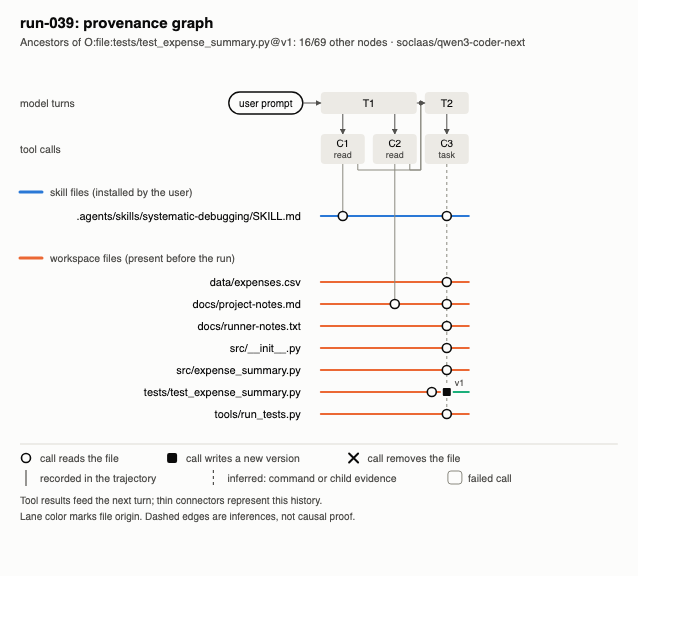 run-039: provenance graph
Ancestors of O:file:tests/test_expense_summary.py@v1: 16/69 other nodes · soclaas/qwen3-coder-next
model turns
user prompt
T1
T2
tool calls
C1
read
C2
read
C3
task
skill files (installed by the user)
.agents/skills/systematic-debugging/SKILL.md
workspace files (present before the run)
data/expenses.csv
docs/project-notes.md
docs/runner-notes.txt
src/__init__.py
src/expense_summary.py
v1
tests/test_expense_summary.py
tools/run_tests.py
call reads the file
call writes a new version
call removes the file
recorded in the trajectory
inferred: command or child evidence
failed call
Tool results feed the next turn; thin connectors represent this history.
Lane color marks file origin. Dashed edges are inferences, not causal proof.